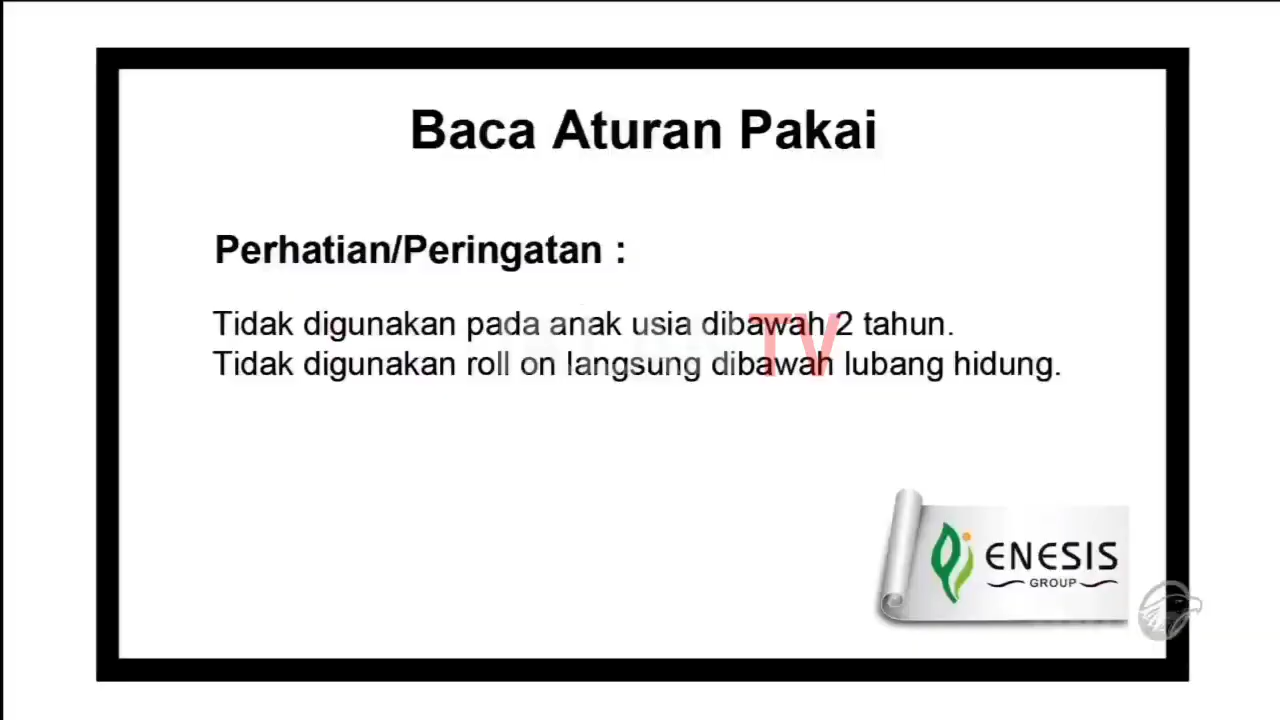 Baca Aturan Pakai
Perhatian/Peringatan :
Tidak digunakan pada anak usia dibawah 2 tahun.
Tidak digunakan roll on langsung dibawah lubang hidung.
TV
ENESIS
GROUP